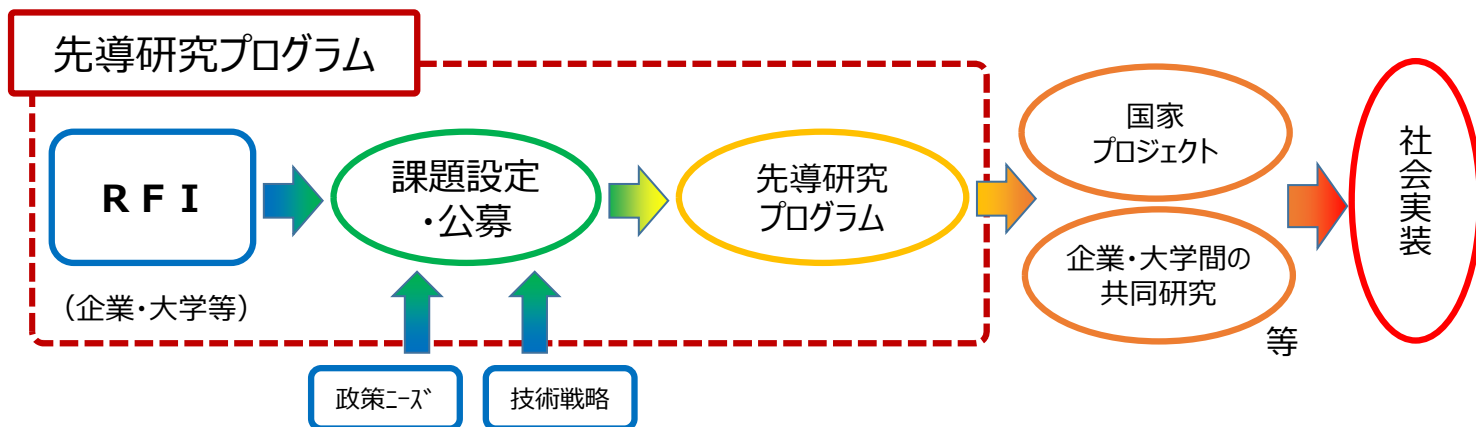 先導研究プログラム
ＲＦＩ
(企業・大学等)
課題設定
・公募
政策ﾆｰｽﾞ
技術戦略
先導研究
プログラム
国家
プロジェクト
企業・大学間の
共同研究
等
社会実装